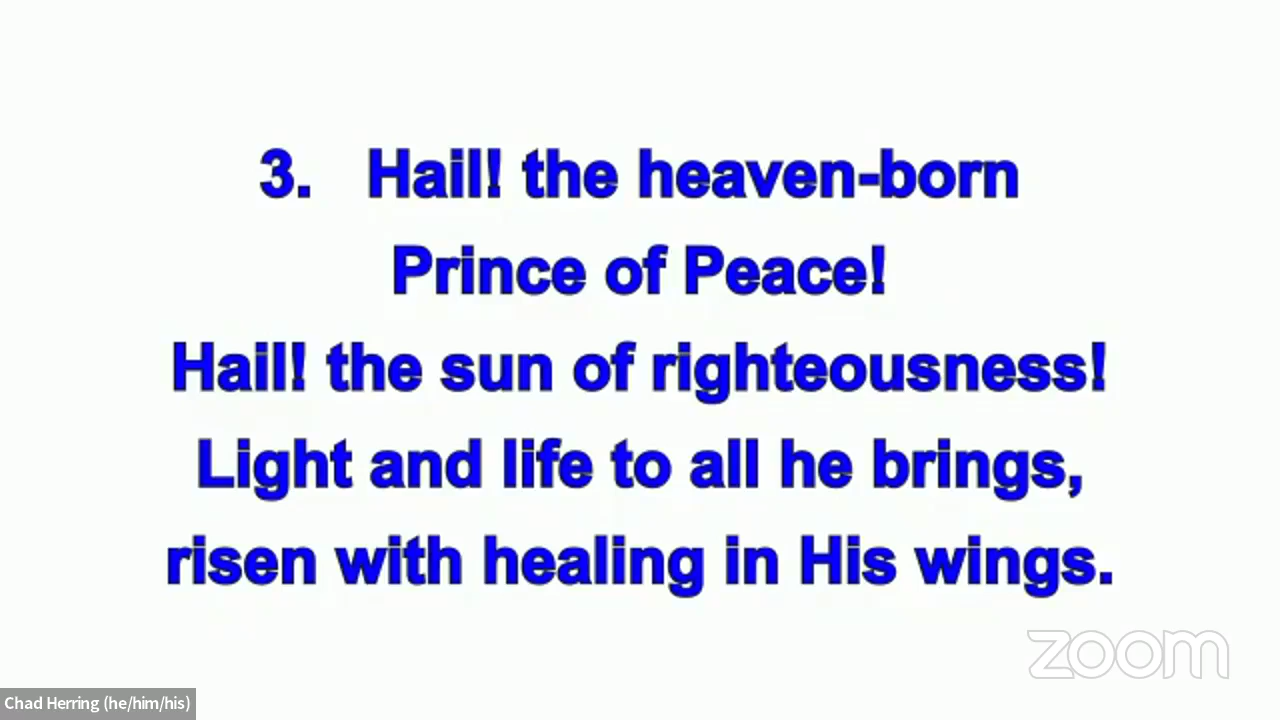 3. Hail! the heaven-born
Prince of Peace!
Hail! the sun of righteousness!
Light and life to all he brings,
risen with healing in His wings.
zoom
Chad Herring (he/him/his)